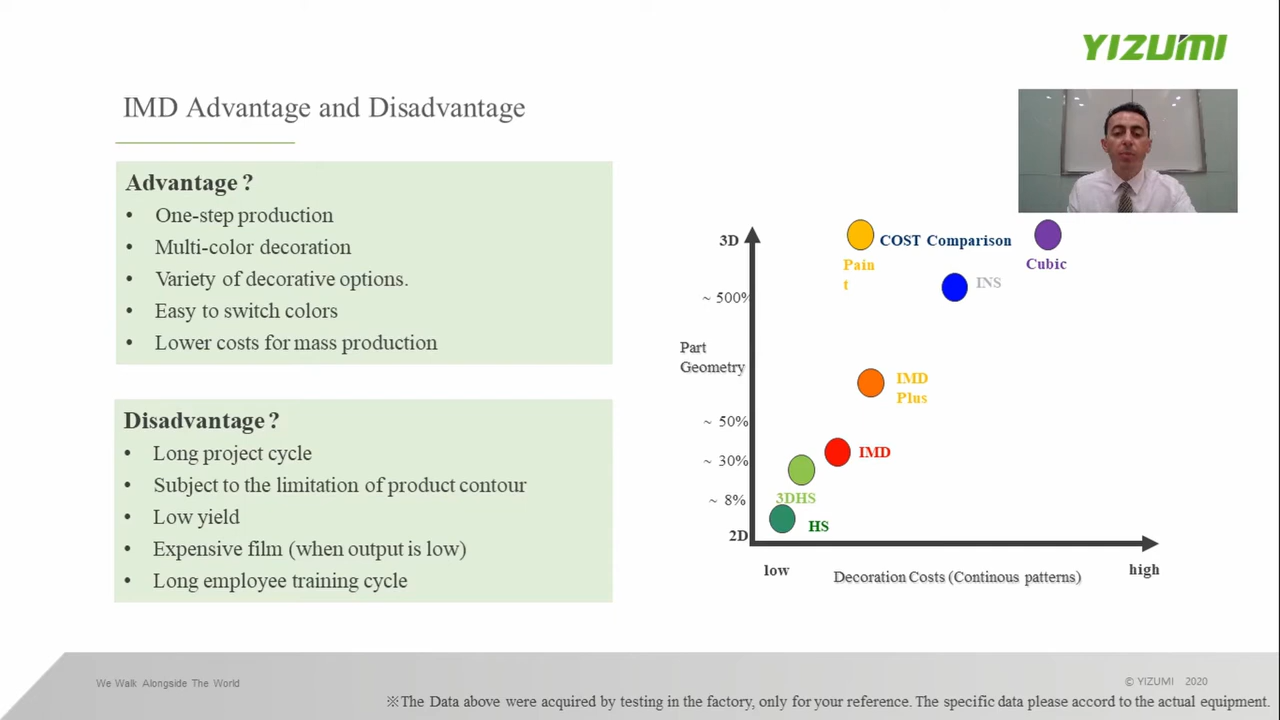 YIZUMI
IMD Advantage and Disadvantage
Advantage ?
• One-step production
• Multi-color decoration
• Variety of decorative options.
• Easy to switch colors
• Lower costs for mass production
Disadvantage ?
• Long project cycle
• Subject to the limitation of product contour
• Low yield
• Expensive film (when output is low)
• Long employee training cycle
COST Comparison
3D
Pain
t
Cubic
INS
~ 500%
Part
Geometry
IMD
Plus
~ 50%
IMD
~ 30%
3DHS
~ 8%
HS
2D
low
Decoration Costs (Continous patterns)
high
We Walk Alongside The World
© YIZUMI 2020
※The Data above were acquired by testing in the factory, only for your reference. The specific data please accord to the actual equipment.